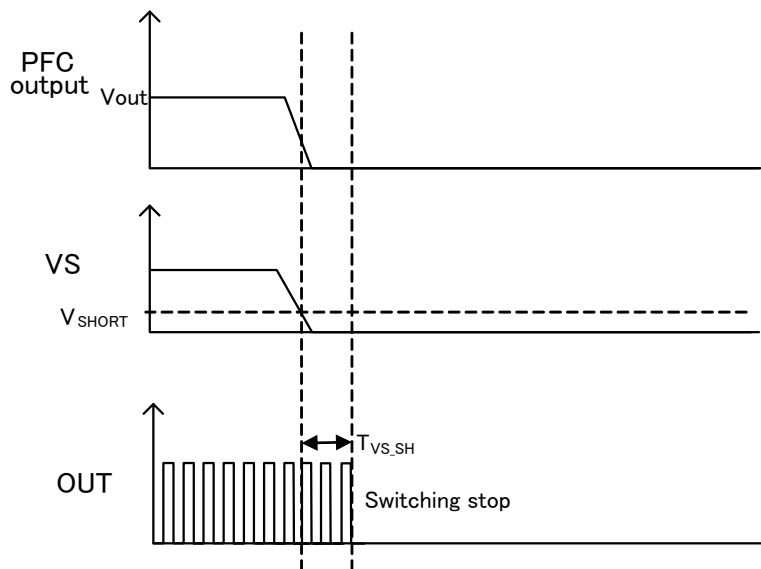 PFC
output
Vout
VS
VSHORT
TVS_SH
OUT
Switching stop